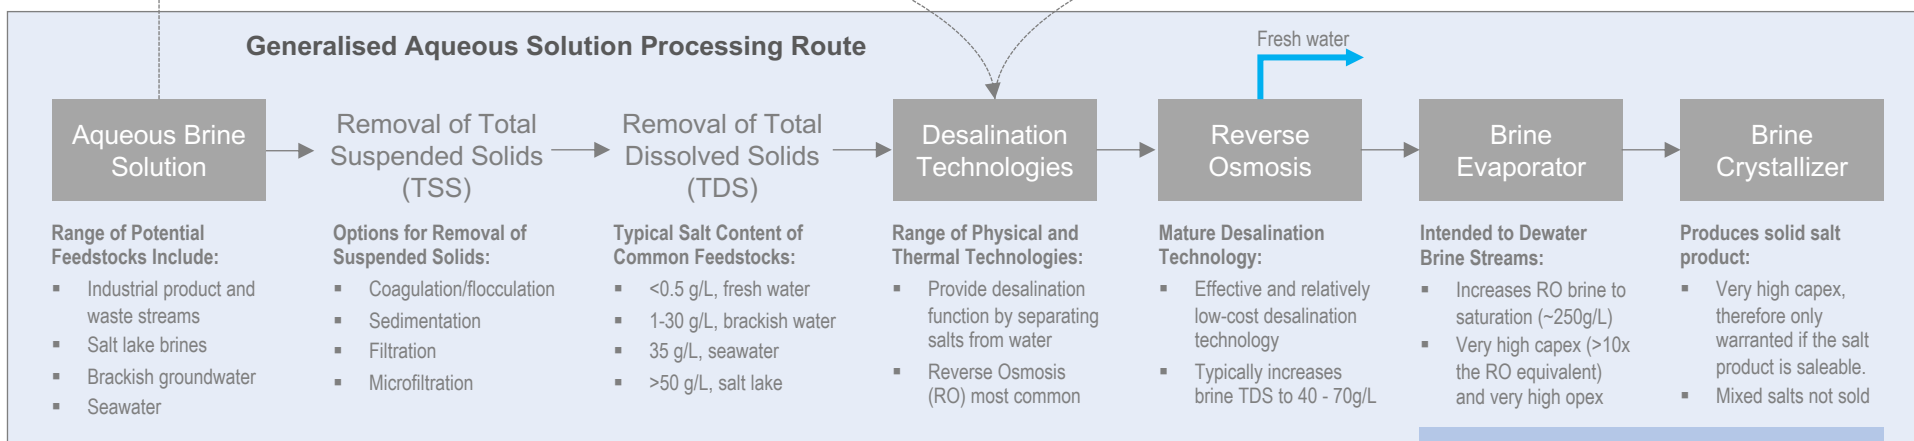 Generalised Aqueous Solution Processing Route
Fresh water
Aqueous Brine
Solution
Removal of Total
Suspended Solids
(TSS)
Removal of Total
Dissolved Solids
(TDS)
Desalination
Technologies
Reverse
Osmosis
Brine
Evaporator
Brine
Crystallizer
Range of Potential
Feedstocks Include:
▪ Industrial product and
waste streams
▪ Salt lake brines
▪ Brackish groundwater
▪ Seawater
Options for Removal of
Suspended Solids:
▪ Coagulation/flocculation
▪ Sedimentation
▪ Filtration
▪ Microfiltration
Typical Salt Content of
Common Feedstocks:
▪ <0.5 g/L, fresh water
▪ 1-30 g/L, brackish water
▪ 35 g/L, seawater
▪ >50 g/L, salt lake
Range of Physical and
Thermal Technologies:
▪ Provide desalination
function by separating
salts from water
▪ Reverse Osmosis
(RO) most common
Mature Desalination
Technology:
▪ Effective and relatively
low-cost desalination
technology
▪ Typically increases
brine TDS to 40 - 70g/L
Intended to Dewater
Brine Streams:
▪ Increases RO brine to
saturation (~250g/L)
▪ Very high capex (>10x
the RO equivalent)
and very high opex
Produces solid salt
product:
▪ Very high capex,
therefore only
warranted if the salt
product is saleable.
▪ Mixed salts not sold